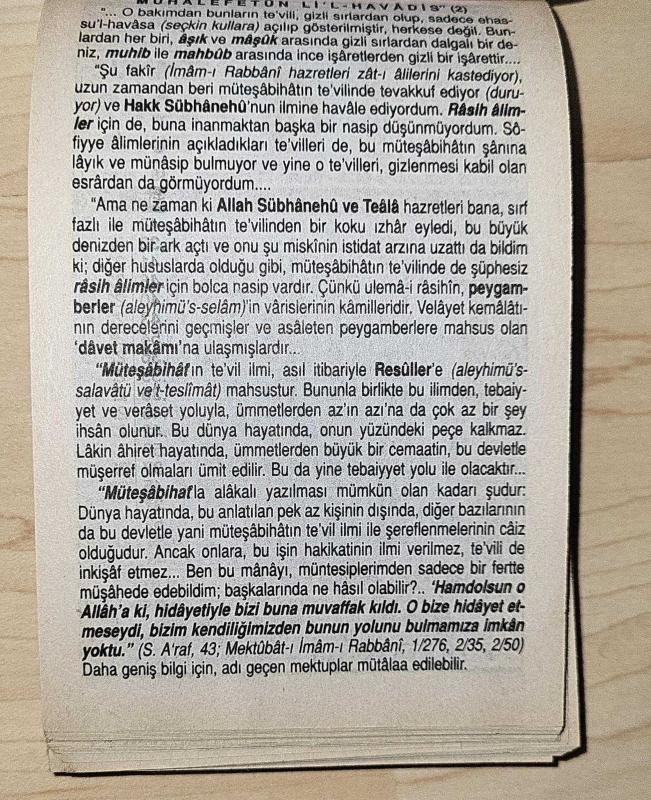 MUHALEFETÜN LI'L-HAVÂDİS" (2)
"... O bakımdan bunların te'vili, gizli sırlardan olup, sadece ehas-
su'l-havâsa (seçkin kullara) açılıp gösterilmiştir, herkese değil. Bun-
lardan her biri, âşık ve mâşûk arasında gizli sırlardan dalgalı bir de-
niz, muhib ile mahbûb arasında ince işâretlerden gizli bir işârettir....
"Şu fakîr (İmâm-ı Rabbânî hazretleri zât-ı âlilerini kastediyor),
uzun zamandan beri müteşâbihâtın te'vilinde tevakkuf ediyor (duru-
yor) ve Hakk Sübhânehû'nun ilmine havâle ediyordum. Râsih âlim-
ler için de, buna inanmaktan başka bir nasip düşünmüyordum. Sô-
fiyye âlimlerinin açıkladıkları te'villeri de, bu müteşâbihâtın şânına
lâyık ve münâsip bulmuyor ve yine o te'villeri, gizlenmesi kabil olan
esrârdan da görmüyordum....
"Ama ne zaman ki Allah Sübhânehû ve Teâlâ hazretleri bana, sırf
fazlı ile müteşâbihâtın te'vilinden bir koku ızhâr eyledi, bu büyük
denizden bir ark açtı ve onu şu miskînin istidat arzına uzattı da bildim
ki; diğer hususlarda olduğu gibi, müteşâbihâtın te'vilinde de şüphesiz
râsih âlimler için bolca nasip vardır. Çünkü ulemâ-i râsihîn, peygam-
berler (aleyhimü's-selâm)'in vârislerinin kâmilleridir. Velâyet kemâlâtı-
nın derecelerini geçmişler ve asâleten peygamberlere mahsus olan
'dâvet makâmı'na ulaşmışlardır...
"Müteşâbihât'ın te'vil ilmi, asıl itibariyle Resûller'e (aleyhimü's-
salavâtü ve't-teslîmât) mahsustur. Bununla birlikte bu ilimden, tebaiy-
yet ve verâset yoluyla, ümmetlerden az'ın azı'na da çok az bir şey
ihsân olunur.. Bu dünya hayatında, onun yüzündeki peçe kalkmaz.
Lâkin âhiret hayatında, ümmetlerden büyük bir cemaatin, bu devletle
müşerref olmaları ümit edilir. Bu da yine tebaiyyet yolu ile olacaktır...
"Müteşâbihat'la alâkalı yazılması mümkün olan kadarı şudur:
Dünya hayatında, bu anlatılan pek az kişinin dışında, diğer bazılarının
da bu devletle yani müteşâbihâtın te'vil ilmi ile şereflenmelerinin câiz
olduğudur. Ancak onlara, bu işin hakikatinin ilmi verilmez, te'vili de
inkişâf etmez... Ben bu mânâyı, müntesiplerimden sadece bir fertte
müşâhede edebildim; başkalarında ne hâsıl olabilir?.. 'Hamdolsun o
Allâh'a ki, hidâyetiyle bizi buna muvaffak kıldı. O bize hidâyet et-
meseydi, bizim kendiliğimizden bunun yolunu bulmamıza imkân
yoktu." (S. A'raf, 43; Mektûbât-ı İmâm-ı Rabbânî, 1/276, 2/35, 2/50)
Daha geniş bilgi için, adı geçen mektuplar mütâlaa edilebilir.